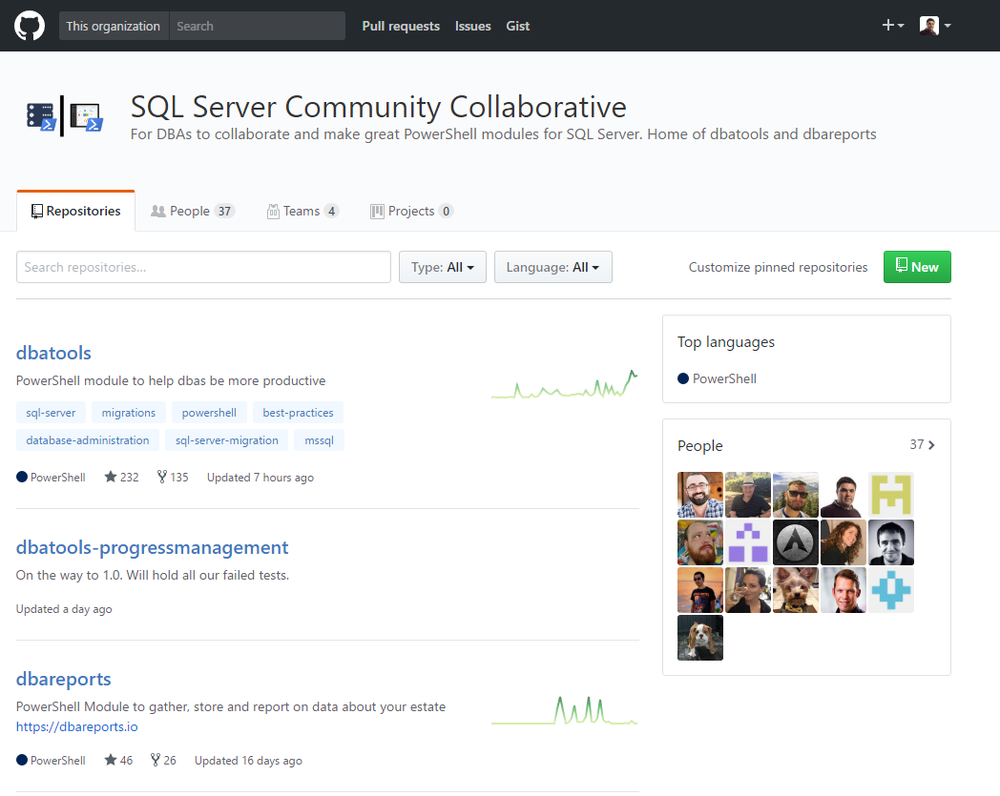 This organization Search Pull requests Issues Gist
SQL Server Community Collaborative
For DBAs to collaborate and make great PowerShell modules for SQL Server. Home of dbatools and dbareports
Repositories People 37 Teams 4 Projects 0
Search repositories... Type: All Language: All Customize pinned repositories New
dbatools
PowerShell module to help dbas be more productive
sql-server migrations powershell best-practices
database-administration sql-server-migration mssql
PowerShell 232 135 Updated 7 hours ago
dbatools-progressmanagement
On the way to 1.0. Will hold all our failed tests.
Updated a day ago
dbareports
PowerShell Module to gather, store and report on data about your estate
https://dbareports.io
PowerShell 46 26 Updated 16 days ago
Top languages
PowerShell
People 37